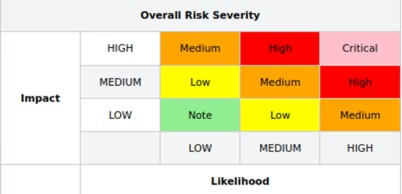 Overall Risk Severity
HIGH Medium High Critical
MEDIUM Low Medium High
Impact
LOW Note Low Medium
LOW MEDIUM HIGH
Likelihood